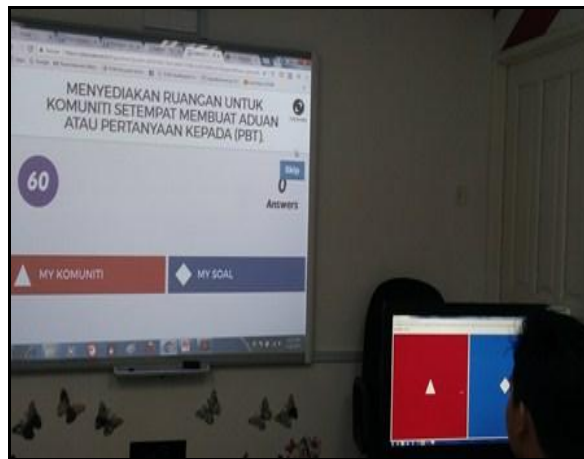 MENYEDIAKAN RUANGAN UNTUK
KOMUNITI SETEMPAT MEMBUAT ADUAN
ATAU PERTANYAAN KEPADA (PBT).
60
Skip
0
Answers
MY KOMUNITI
MY SOAL